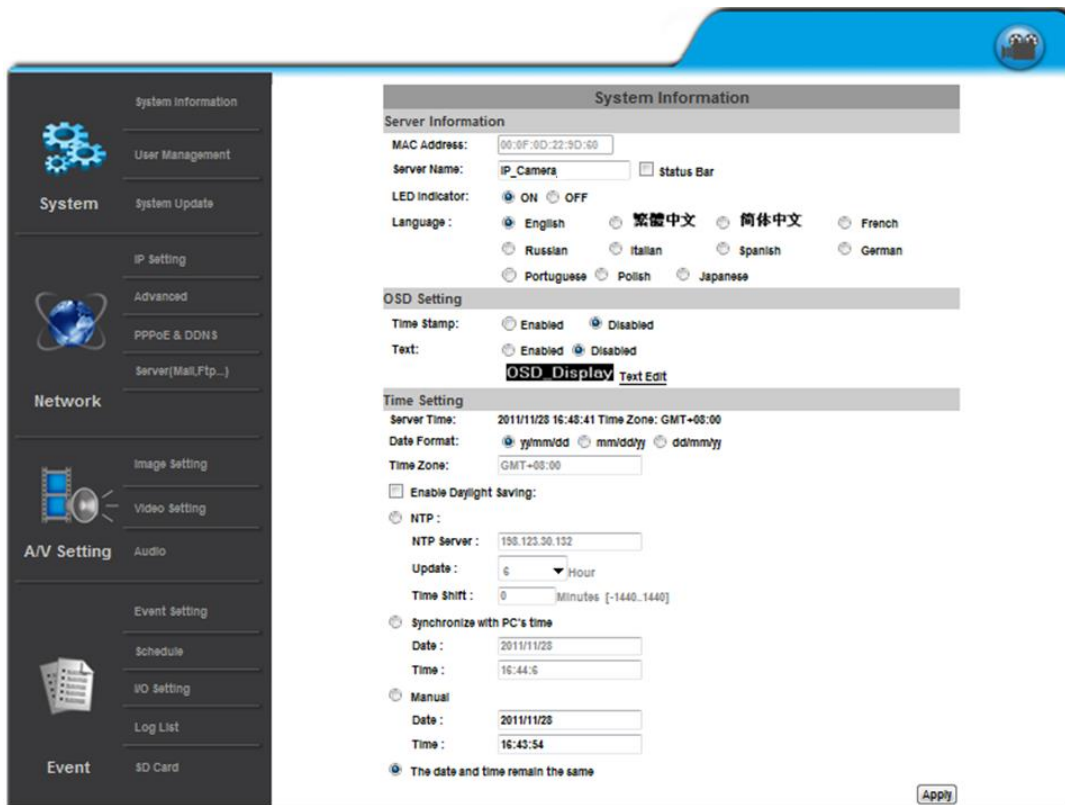 System
System Information
User Management
System Update
Network
IP Setting
Advanced
PPPoE & DDNS
Server(Mail,Ftp...)
A/V Setting
Image Setting
Video Setting
Audio
Event
Event Setting
Schedule
I/O Setting
Log List
SD Card
System Information
Server Information
MAC Address: 00:0F:0D:22:9D:60
Server Name: IP_Camera Status Bar
LED Indicator: ON OFF
Language : English 繁體中文 简体中文 French
Russian Italian Spanish German
Portuguese Polish Japanese
OSD Setting
Time Stamp: Enabled Disabled
Text: Enabled Disabled
OSD_Display Text Edit
Time Setting
Server Time: 2011/11/28 16:48:41 Time Zone: GMT+08:00
Date Format: yy/mm/dd mm/dd/yy dd/mm/yy
Time Zone: GMT+08:00
Enable Daylight Saving:
NTP :
NTP Server : 198.123.30.132
Update : 6 Hour
Time Shift : 0 Minutes [-1440..1440]
Synchronize with PC's time
Date : 2011/11/28
Time : 16:44:6
Manual
Date : 2011/11/28
Time : 16:43:54
The date and time remain the same
Apply